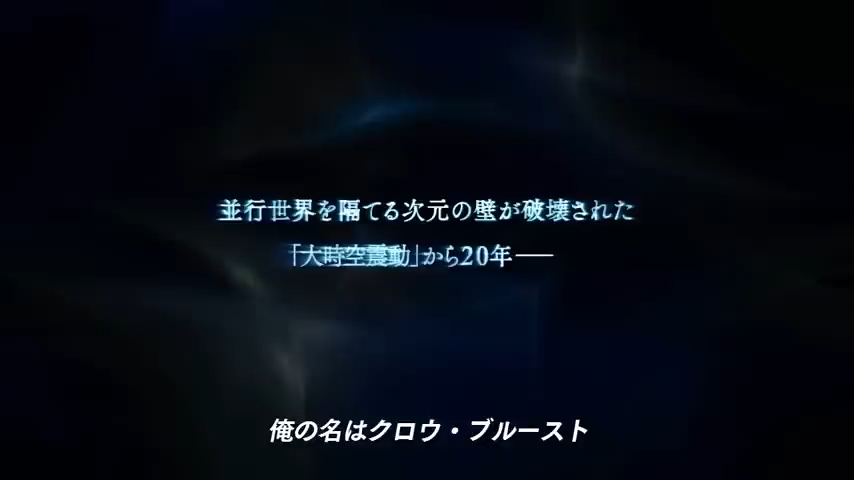 並行世界を隔てる次元の壁が破壊された
「大時空震動」から20年──
俺の名はクロウ・ブルースト